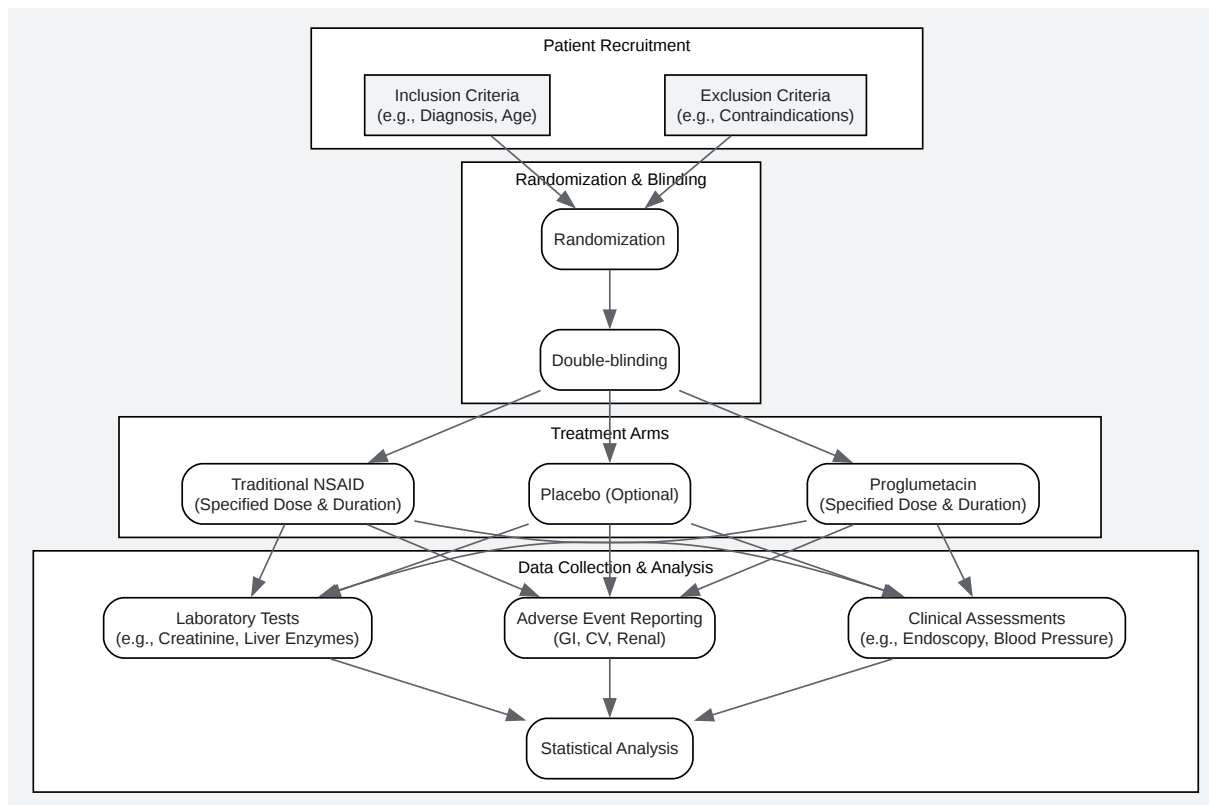 Patient Recruitment
Inclusion Criteria
(e.g., Diagnosis, Age)
Exclusion Criteria
(e.g., Contraindications)
Randomization & Blinding
Randomization
Double-blinding
Treatment Arms
Traditional NSAID
(Specified Dose & Duration)
Placebo (Optional)
Proglumetacin
(Specified Dose & Duration)
Data Collection & Analysis
Laboratory Tests
(e.g., Creatinine, Liver Enzymes)
Adverse Event Reporting
(GI, CV, Renal)
Clinical Assessments
(e.g., Endoscopy, Blood Pressure)
Statistical Analysis